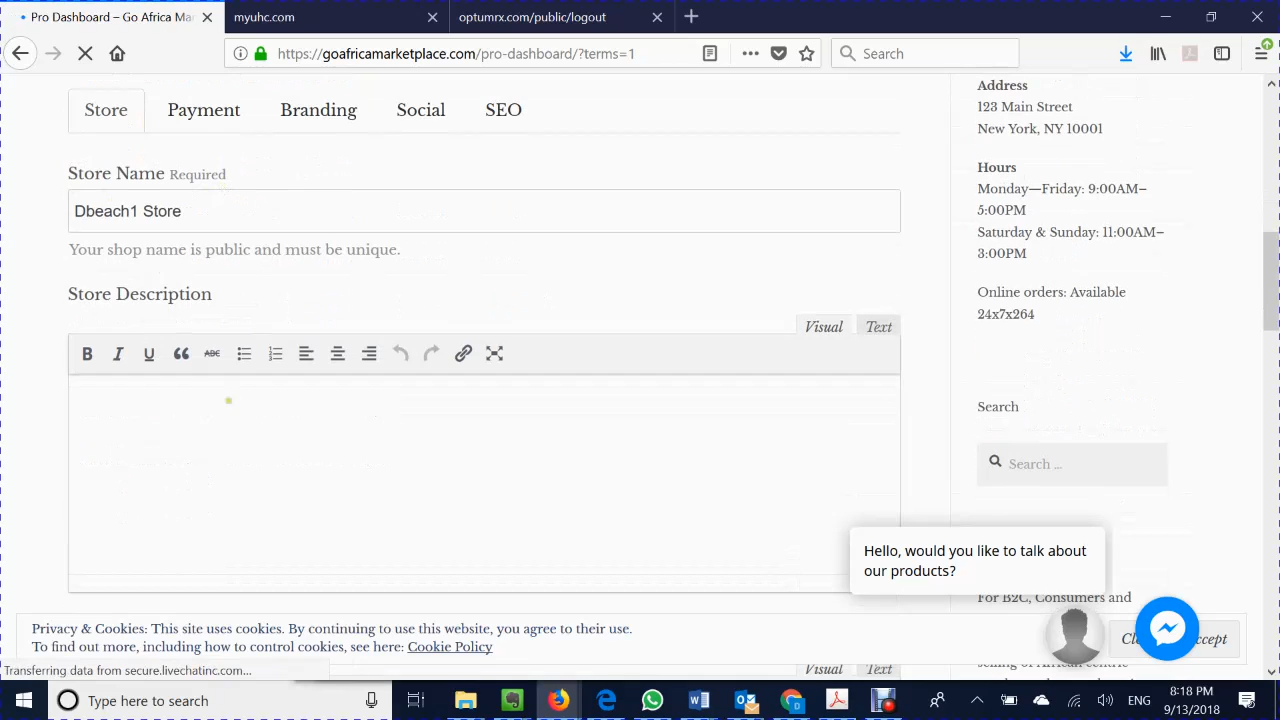 Pro Dashboard – Go Africa Ma
myuhc.com
optumrx.com/public/logout
https://goafricamarketplace.com/pro-dashboard/?terms=1
Search
Store
Payment
Branding
Social
SEO
Store Name Required
Dbeach1 Store
Your shop name is public and must be unique.
Store Description
Visual
Text
B I U ABC
Address
123 Main Street
New York, NY 10001
Hours
Monday—Friday: 9:00AM–
5:00PM
Saturday & Sunday: 11:00AM–
3:00PM
Online orders: Available
24x7x264
Search
Search …
Hello, would you like to talk about
our products?
For B2C, Consumers and
Privacy & Cookies: This site uses cookies. By continuing to use this website, you agree to their use.
To find out more, including how to control cookies, see here: Cookie Policy
Transferring data from secure.livechatinc.com...
Visual
Text
Type here to search
ENG
8:18 PM
9/13/2018